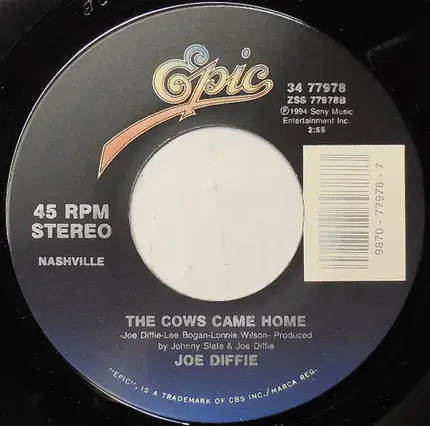 Epic
34 77978
ZSS 77978B
℗1994 Sony Music
Entertainment Inc.
2:55
45 RPM
STEREO
NASHVILLE
9870 - 77978 - 7
THE COWS CAME HOME
-Joe Diffie-Lee Bogan-Lonnie Wilson- Produced
by Johnny Slate & Joe Diffie
JOE DIFFIE
"EPIC", IS A TRADEMARK OF CBS INC./MARCA REG.